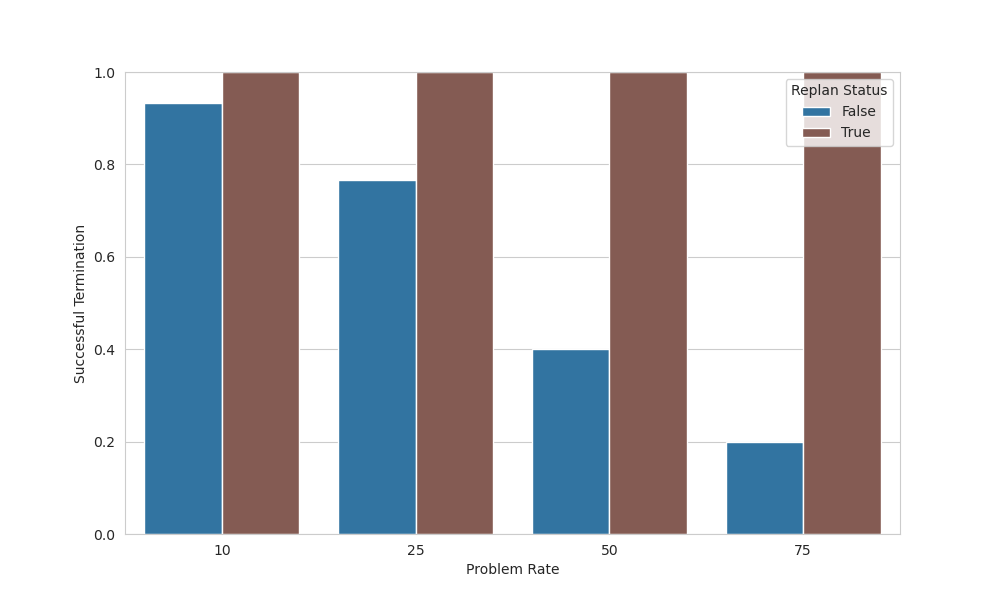 Replan Status
False
True
1.0
0.8
0.6
0.4
0.2
0.0
Successful Termination
10 25 50 75
Problem Rate